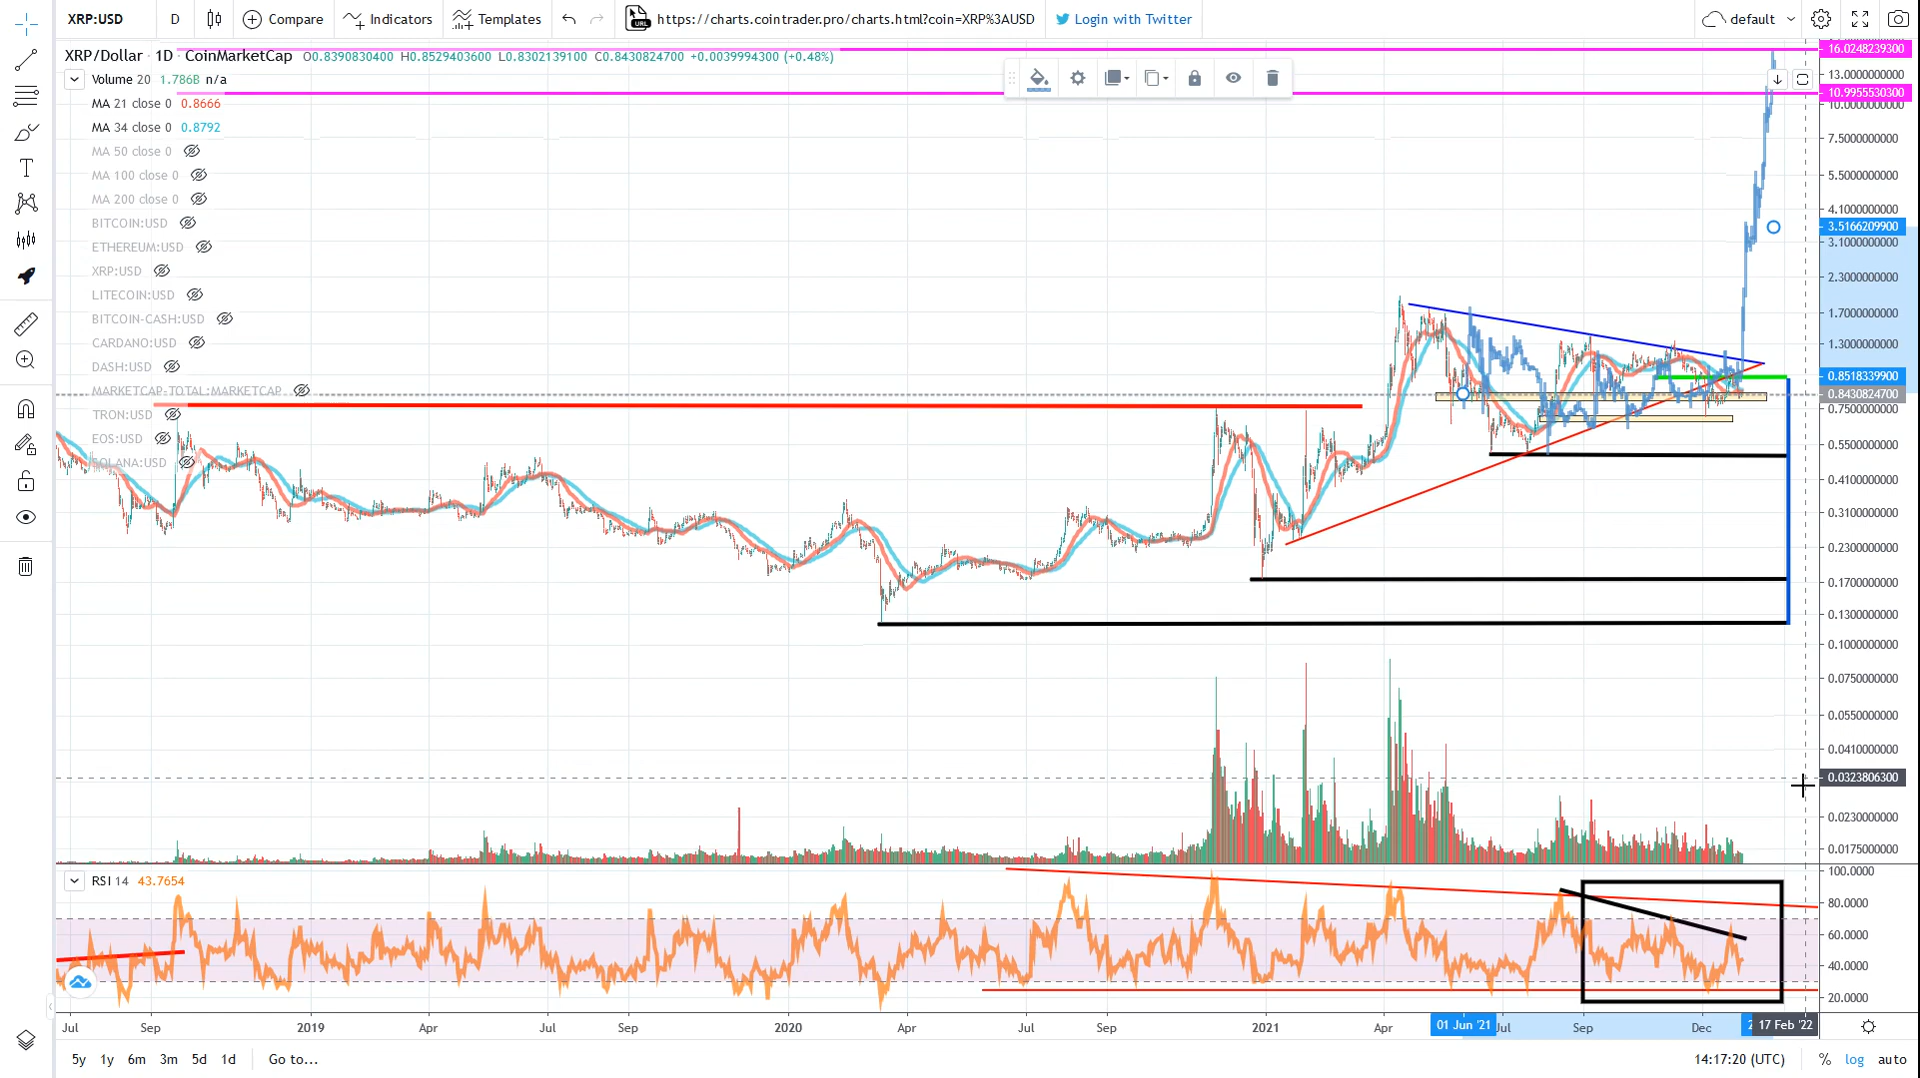 XRP:USD D Compare Indicators Templates URL https://charts.cointrader.pro/charts.html?coin=XRP%3AUSD Login with Twitter default
XRP/Dollar · 1D · CoinMarketCap O0.8390830400 H0.8529403600 L0.8302139100 C0.8430824700 +0.0039994300 (+0.48%)
Volume 20 1.786B n/a
MA 21 close 0 0.8666
MA 34 close 0 0.8792
MA 50 close 0
MA 100 close 0
MA 200 close 0
BITCOIN:USD
ETHEREUM:USD
XRP:USD
LITECOIN:USD
BITCOIN-CASH:USD
CARDANO:USD
DASH:USD
MARKETCAP-TOTAL:MARKETCAP
TRON:USD
EOS:USD
SOLANA:USD
16.0248239300
13.0000000000
10.9955530300
10.0000000000
7.5000000000
5.5000000000
4.1000000000
3.5166209900
3.1000000000
2.3000000000
1.7000000000
1.3000000000
0.8518339900
0.8430824700
0.7500000000
0.5500000000
0.4100000000
0.3100000000
0.2300000000
0.1700000000
0.1300000000
0.1000000000
0.0750000000
0.0550000000
0.0410000000
0.0323806300
0.0230000000
0.0175000000
RSI 14 43.7654
100.0000
80.0000
60.0000
40.0000
20.0000
Jul Sep 2019 Apr Jul Sep 2020 Apr Jul Sep 2021 Apr 01 Jun '21 Jul Sep Dec 17 Feb '22
5y 1y 6m 3m 5d 1d Go to... 14:17:20 (UTC) % log auto